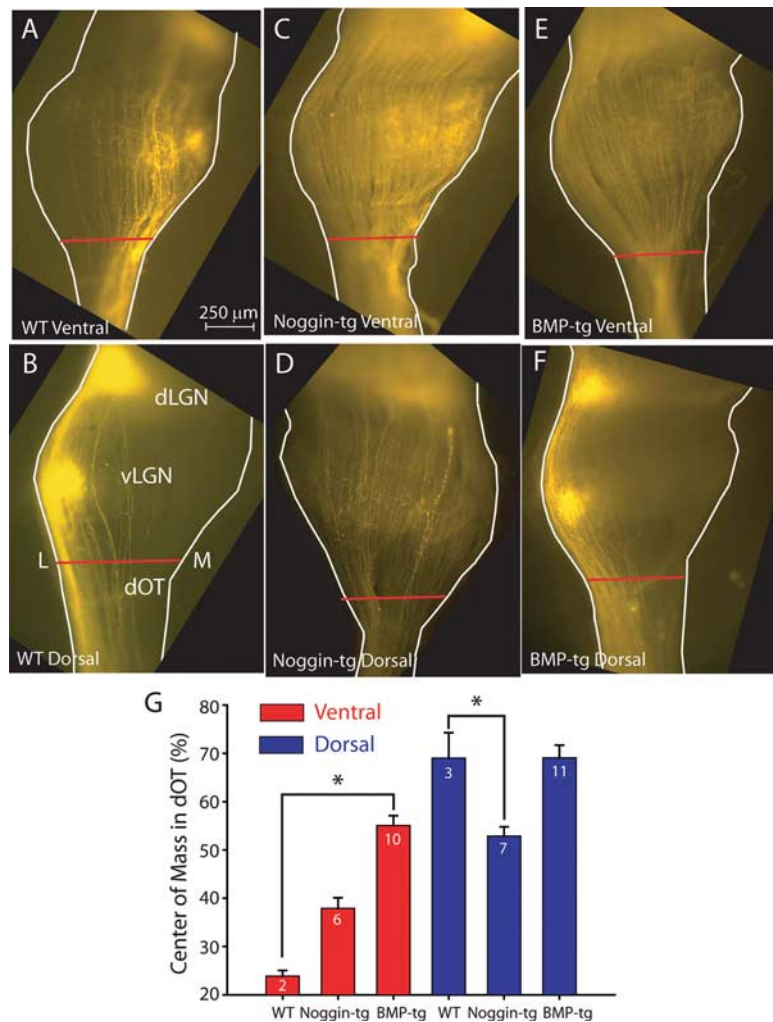 A
C
E
WT Ventral
250 μm
Noggin-tg Ventral
BMP-tg Ventral
B
D
F
dLGN
vLGN
L
M
dOT
WT Dorsal
Noggin-tg Dorsal
BMP-tg Dorsal
G
80
70
60
50
40
30
20
Center of Mass in dOT (%)
Ventral
Dorsal
*
*
2
6
10
3
7
11
WT Noggin-tg BMP-tg WT Noggin-tg BMP-tg